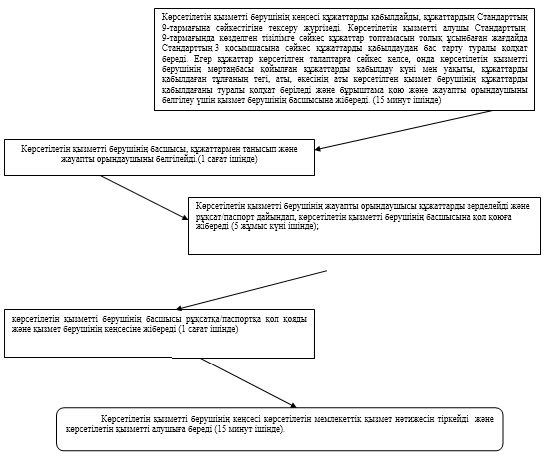 Көрсетілетін қызметті берушінің кеңсесі құжаттарды қабылдайды, құжаттардың Стандарттың
9-тармағына сәйкестігіне тексеру жүргізеді. Көрсетілетін қызметті алушы Стандарттың
9-тармағында көзделген тізілімге сәйкес құжаттар топтамасын толық ұсынбаған жағдайда
Стандарттың 3 қосымшасына сәйкес құжаттарды қабылдаудан бас тарту туралы қолхат
береді. Егер құжаттар көрсетілген талаптарға сәйкес келсе, онда көрсетілетін қызметті
берушінің мөртаңбасы қойылған құжаттарды қабылдау күні мен уақыты, құжаттарды
қабылдаған тұлғаның тегі, аты, әкесінің аты көрсетілген қызмет берушінің құжаттарды
қабылдағаны туралы қолхат беріледі және бұрыштама қою және жауапты орындаушыны
белгілеу үшін қызмет берушінің басшысына жібереді. (15 минут ішінде)
Көрсетілетін қызметті берушінің басшысы, құжаттармен танысып және
жауапты орындаушыны белгілейді.(1 сағат ішінде)
Көрсетілетін қызметті берушінің жауапты орындаушысы құжаттарды зерделейді және
рұқсат/паспорт дайындап, көрсетілетін қызметті берушінің басшысына қол қоюға
жібереді (5 жұмыс күні ішінде);
көрсетілетін қызметті берушінің басшысы рұқсатқа/паспортқа қол қояды
және қызмет берушінің кеңсесіне жібереді (1 сағат ішінде)
Көрсетілетін қызметті берушінің кеңсесі көрсетілетін мемлекеттік қызмет нәтижесін тіркейді және
көрсетілетін қызметті алушыға береді (15 минут ішінде).